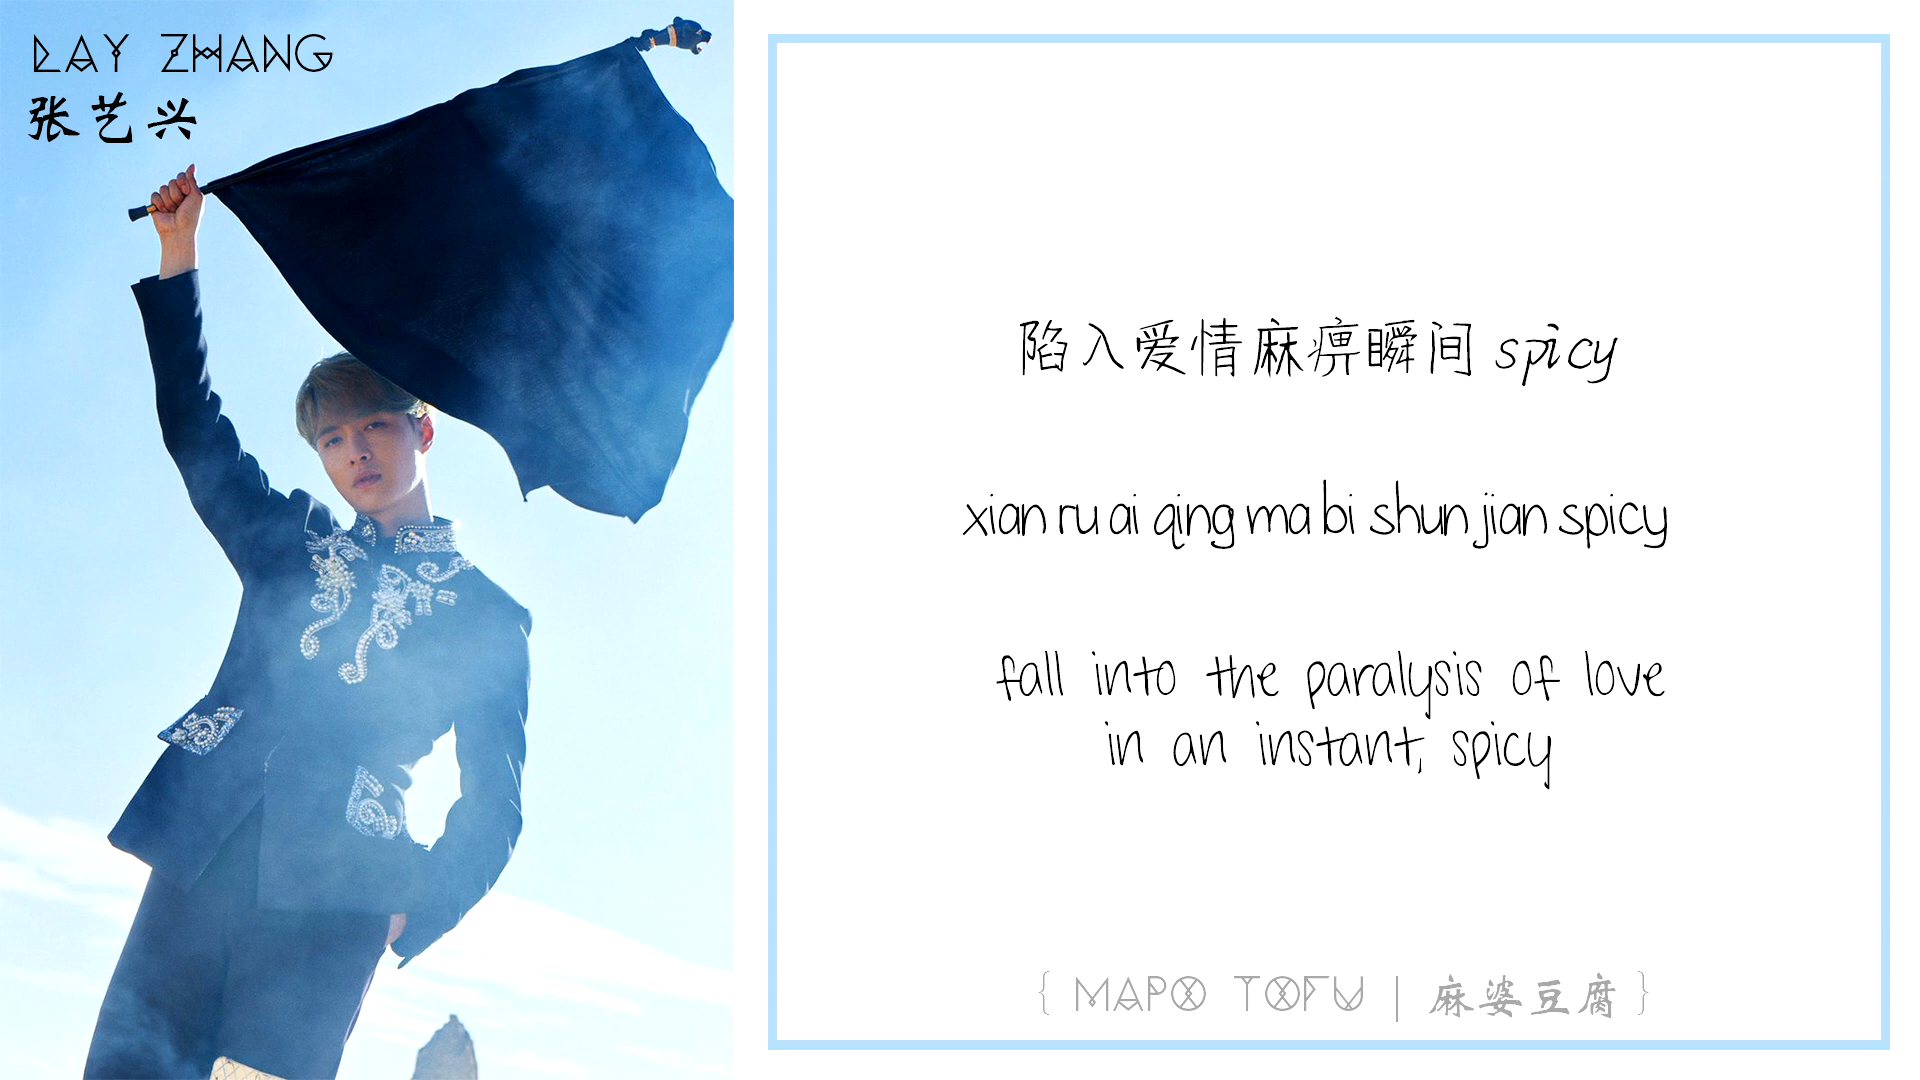 LAY ZHANG
张艺兴
陷入爱情麻痹瞬间 spicy
xian ru ai qing ma bi shun jian spicy
fall into the paralysis of love
in an instant, spicy
{ MAPO TOFU | 麻婆豆腐 }